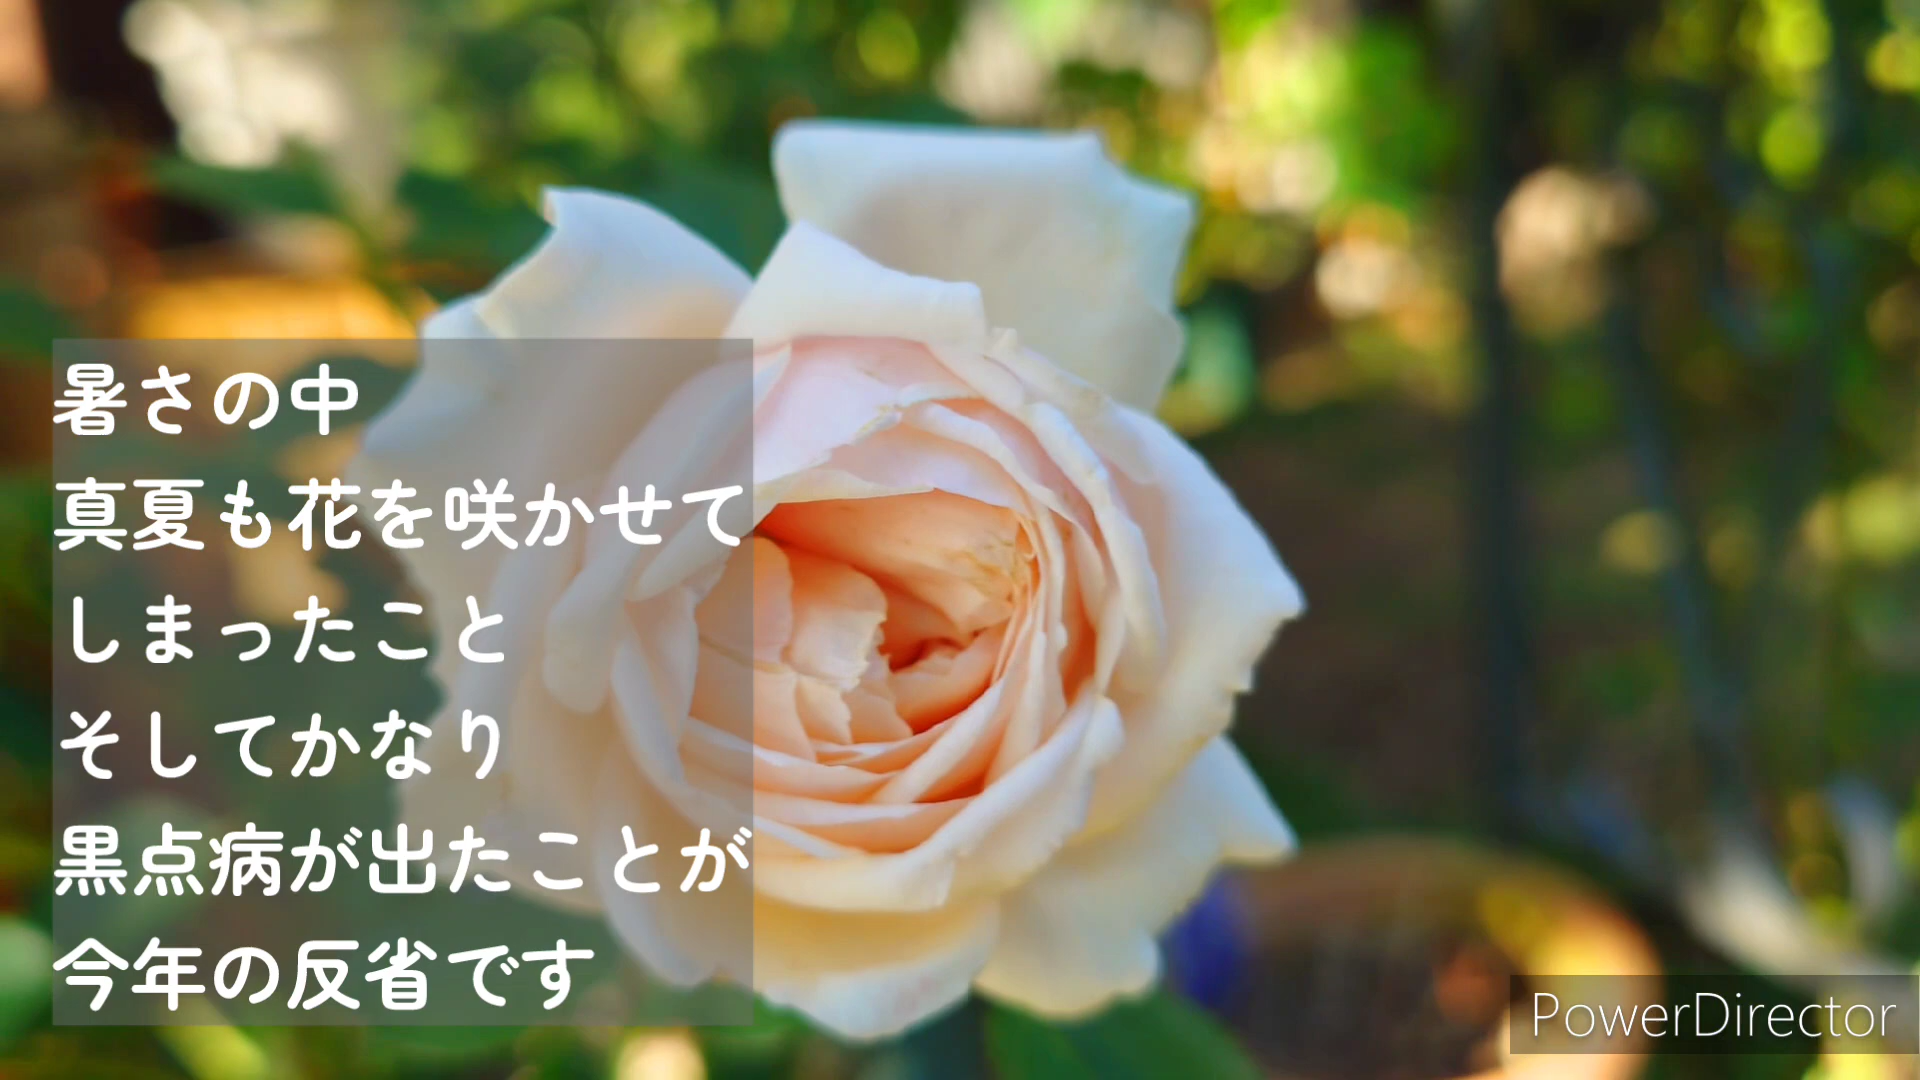 暑さの中
真夏も花を咲かせて
しまったこと
そしてかなり
黒点病が出たことが
今年の反省です
PowerDirector